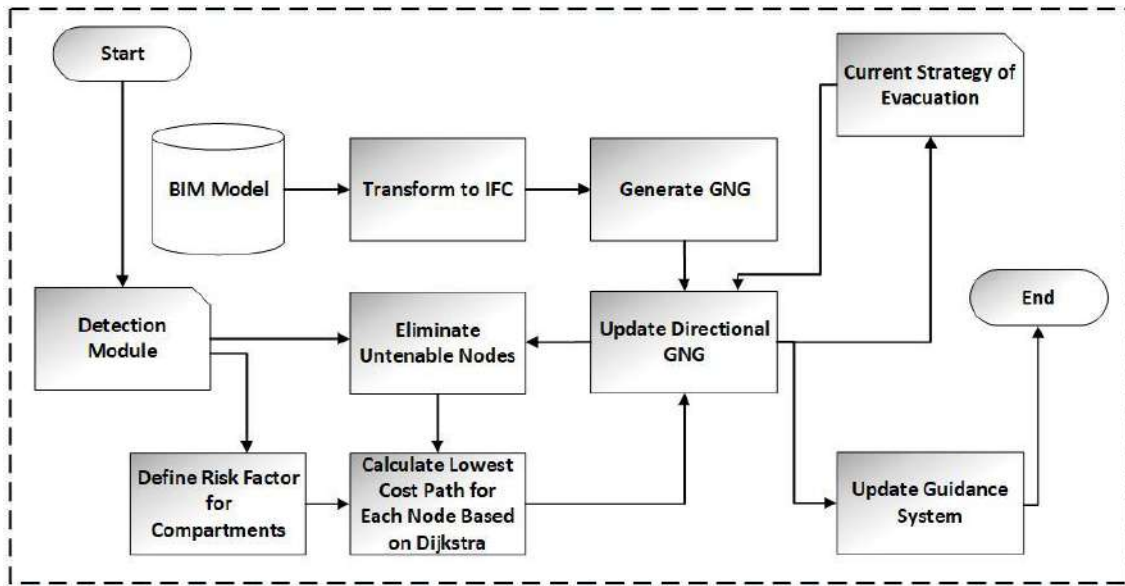 Start
Current Strategy of
Evacuation
BIM Model
Transform to IFC
Generate GNG
Detection
Module
Eliminate
Untenable Nodes
Update Directional
GNG
End
Define Risk Factor
for
Compartments
Calculate Lowest
Cost Path for
Each Node Based
on Dijkstra
Update Guidance
System